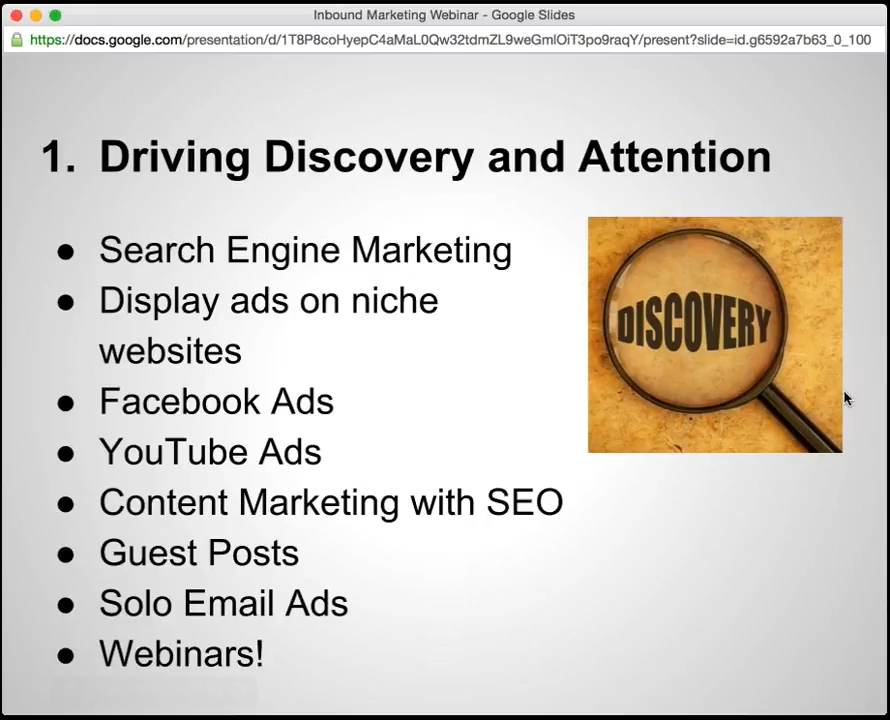 Inbound Marketing Webinar - Google Slides
https://docs.google.com/presentation/d/1T8P8coHyepC4aMaL0Qw32tdmZL9weGmlOiT3po9raqY/present?slide=id.g6592a7b63_0_100
1. Driving Discovery and Attention
● Search Engine Marketing
● Display ads on niche
websites
● Facebook Ads
● YouTube Ads
● Content Marketing with SEO
● Guest Posts
● Solo Email Ads
● Webinars!
DISCOVERY